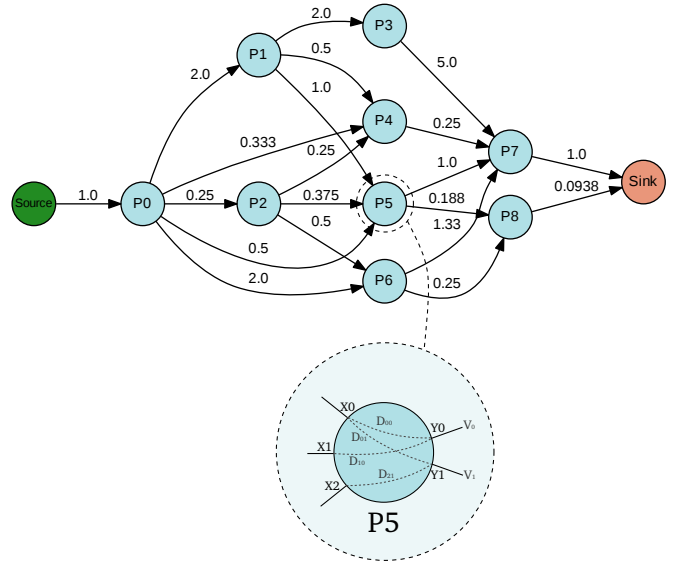 2.0
P3
P1
0.5
5.0
2.0
1.0
P4
0.333
0.25
0.25
P7
1.0
1.0
Sink
Source
1.0
P0
0.25
P2
0.375
P5
0.188
0.0938
0.5
1.33
P8
0.5
P6
2.0
0.25
X0
D₀₀
Y0
V₀
D₀₁
X1
D₁₀
D₂₁
Y1
V₁
X2
P5